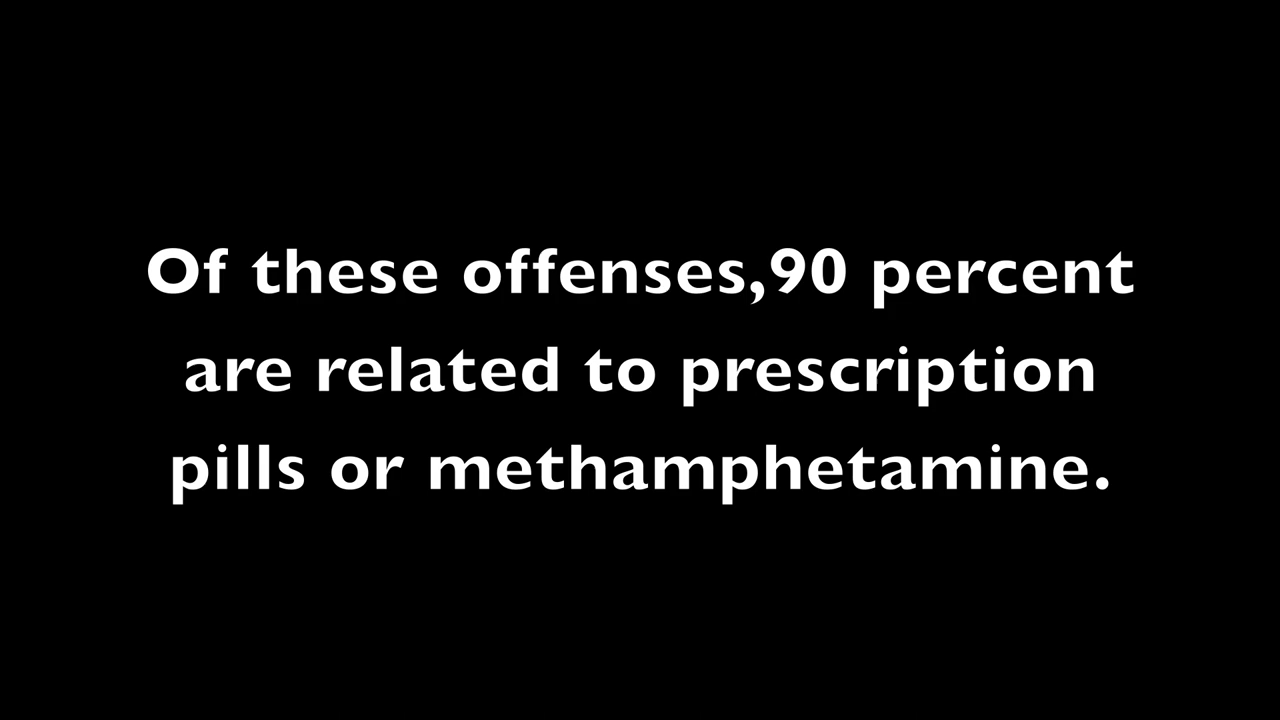 Of these offenses,90 percent
are related to prescription
pills or methamphetamine.